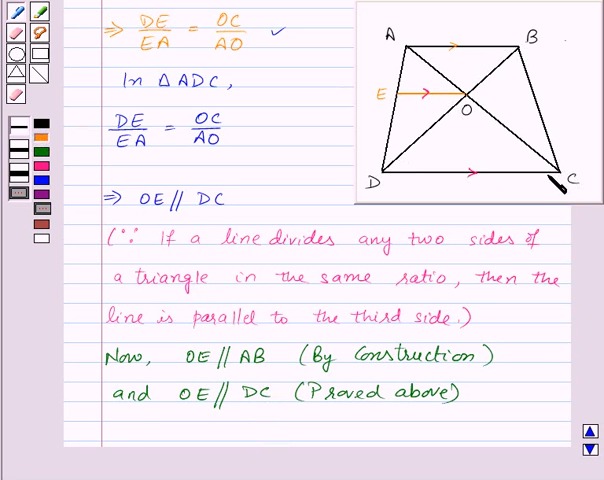 ⇒ DE/EA = OC/AO ✓
In △ADC,
DE/EA = OC/AO
⇒ OE // DC
(∵ If a line divides any two sides of
a triangle in the same ratio, then the
line is parallel to the third side.)
Now, OE // AB (By Construction)
and OE // DC (Proved above)
A B
E
O
D C